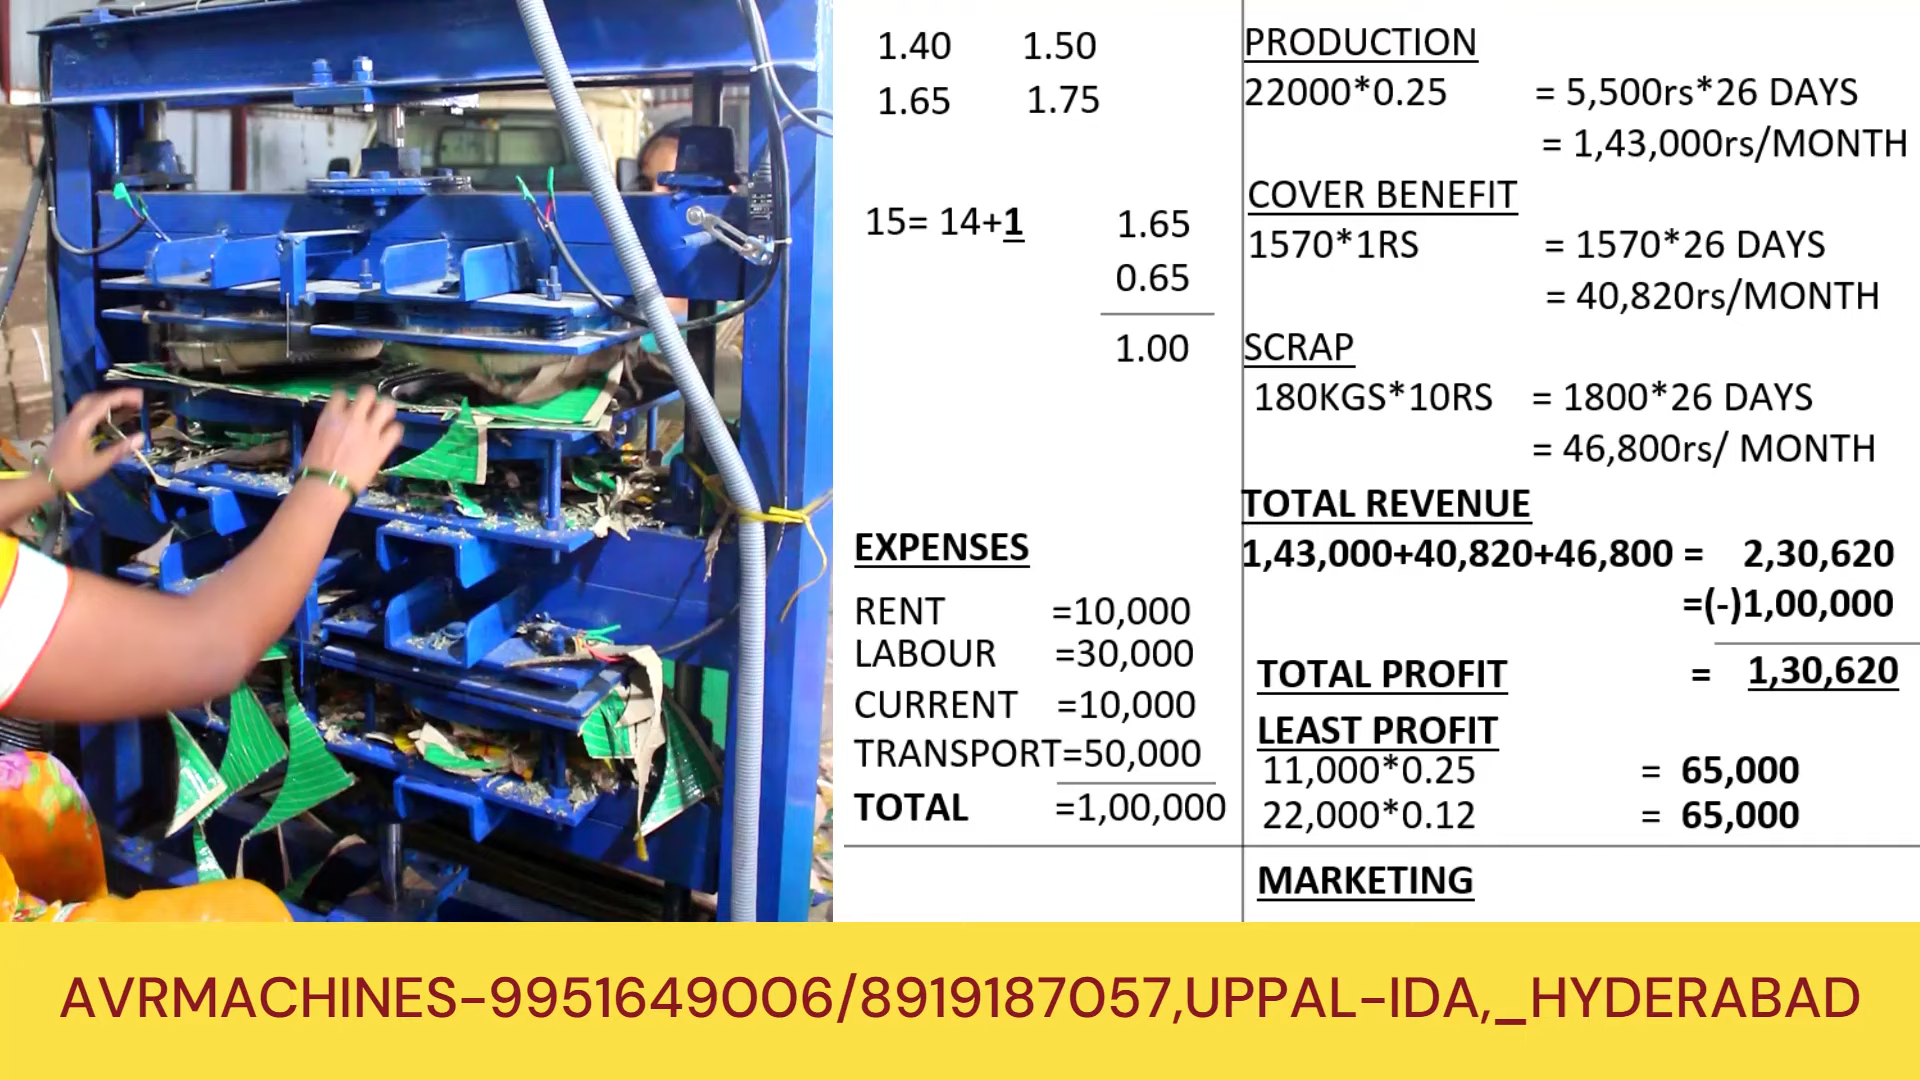 1.40 1.50
1.65 1.75
15= 14+1 1.65
0.65
1.00
EXPENSES
RENT =10,000
LABOUR =30,000
CURRENT =10,000
TRANSPORT=50,000
TOTAL =1,00,000
PRODUCTION
22000*0.25 = 5,500rs*26 DAYS
= 1,43,000rs/MONTH
COVER BENEFIT
1570*1RS = 1570*26 DAYS
= 40,820rs/MONTH
SCRAP
180KGS*10RS = 1800*26 DAYS
= 46,800rs/ MONTH
TOTAL REVENUE
1,43,000+40,820+46,800 = 2,30,620
=(-)1,00,000
TOTAL PROFIT = 1,30,620
LEAST PROFIT
11,000*0.25 = 65,000
22,000*0.12 = 65,000
MARKETING
AVRMACHINES-9951649006/8919187057,UPPAL-IDA,_HYDERABAD